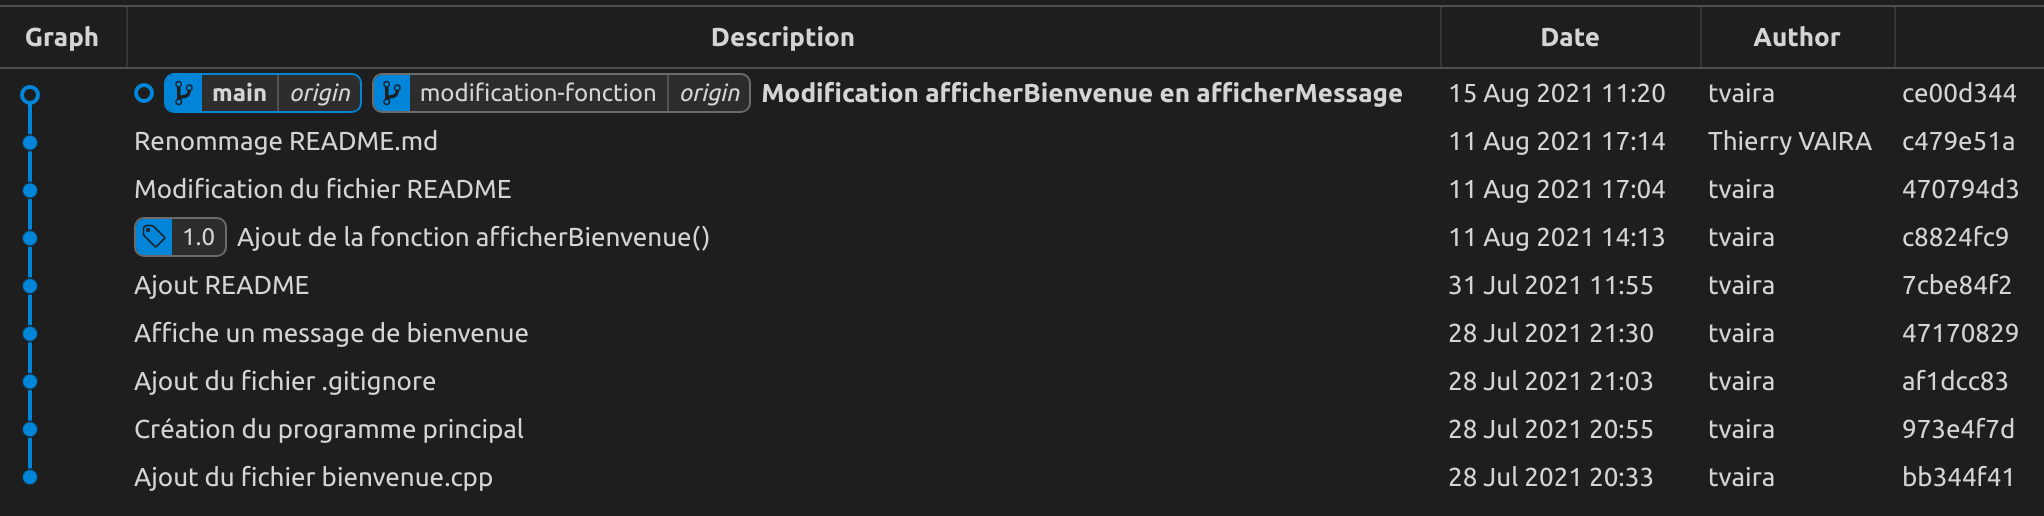 Graph Description Date Author
main origin modification-fonction origin Modification afficherBienvenue en afficherMessage 15 Aug 2021 11:20 tvaira ce00d344
Renommage README.md 11 Aug 2021 17:14 Thierry VAIRA c479e51a
Modification du fichier README 11 Aug 2021 17:04 tvaira 470794d3
1.0 Ajout de la fonction afficherBienvenue() 11 Aug 2021 14:13 tvaira c8824fc9
Ajout README 31 Jul 2021 11:55 tvaira 7cbe84f2
Affiche un message de bienvenue 28 Jul 2021 21:30 tvaira 47170829
Ajout du fichier .gitignore 28 Jul 2021 21:03 tvaira af1dcc83
Création du programme principal 28 Jul 2021 20:55 tvaira 973e4f7d
Ajout du fichier bienvenue.cpp 28 Jul 2021 20:33 tvaira bb344f41